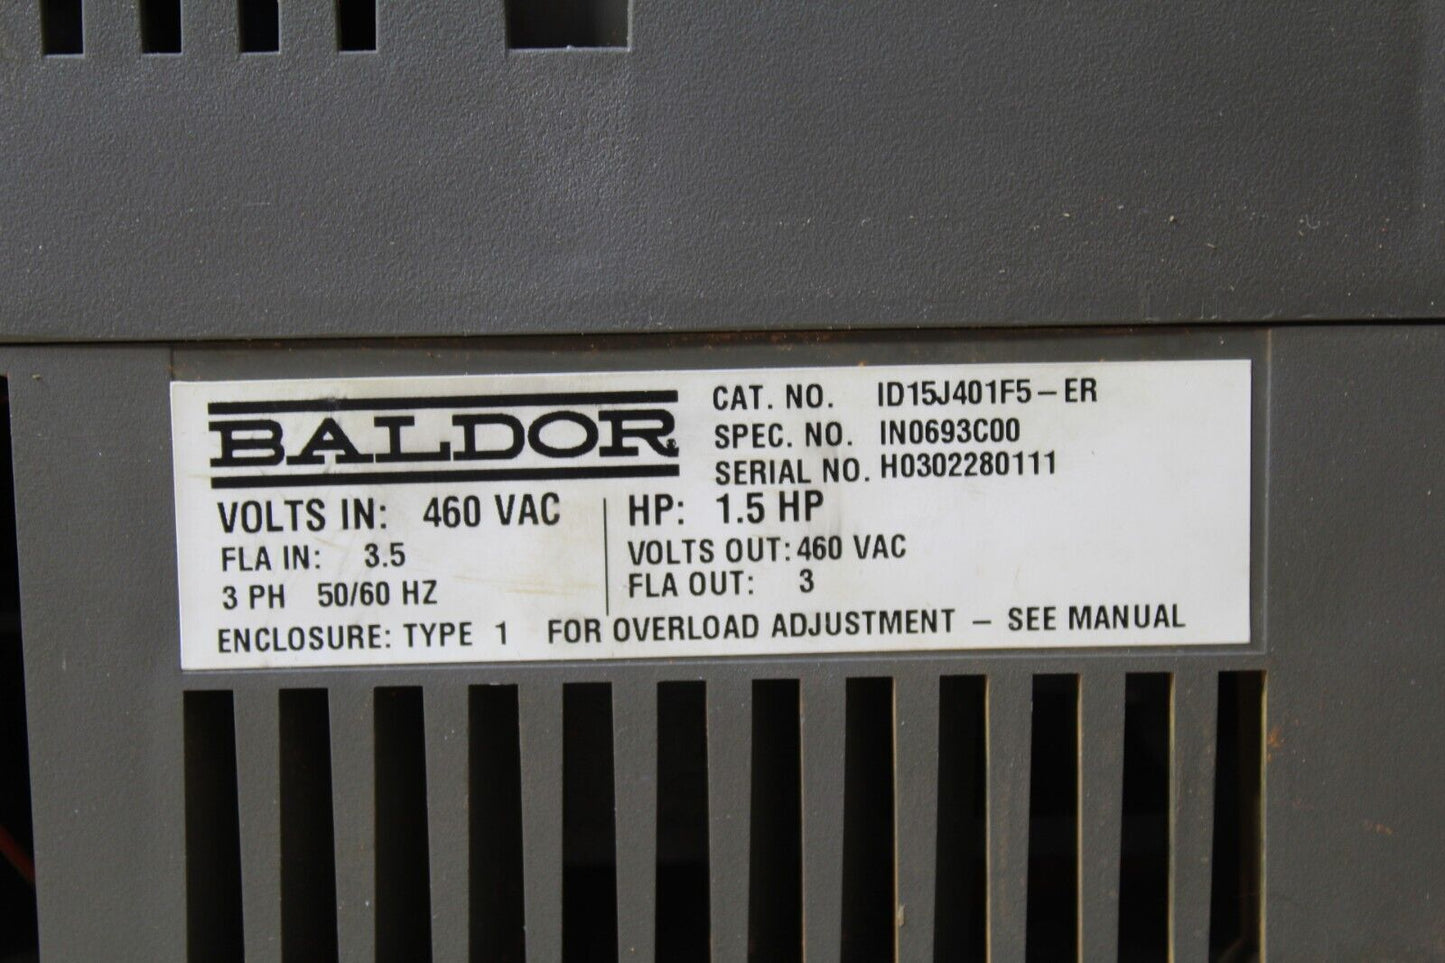 BALDOR
CAT. NO. ID15J401F5-ER
SPEC. NO. IN0693C00
SERIAL NO. H0302280111
VOLTS IN: 460 VAC
FLA IN: 3.5
3 PH 50/60 HZ
HP: 1.5 HP
VOLTS OUT: 460 VAC
FLA OUT: 3
ENCLOSURE: TYPE 1 FOR OVERLOAD ADJUSTMENT - SEE MANUAL